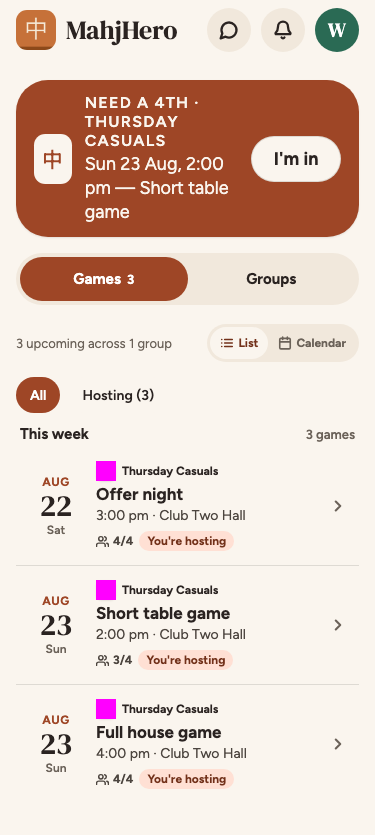 中 MahjHero W
NEED A 4TH ·
THURSDAY
CASUALS
中
Sun 23 Aug, 2:00
pm — Short table
game
I'm in
Games 3
Groups
3 upcoming across 1 group
List
Calendar
All
Hosting (3)
This week
3 games
AUG
22
Sat
Thursday Casuals
Offer night
3:00 pm · Club Two Hall
4/4 You're hosting
AUG
23
Sun
Thursday Casuals
Short table game
2:00 pm · Club Two Hall
3/4 You're hosting
AUG
23
Sun
Thursday Casuals
Full house game
4:00 pm · Club Two Hall
4/4 You're hosting